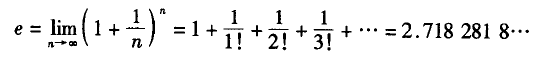 e = lim_{n→∞} (1 + 1/n)^n = 1 + 1/1! + 1/2! + 1/3! + ⋯ = 2.718 281 8⋯